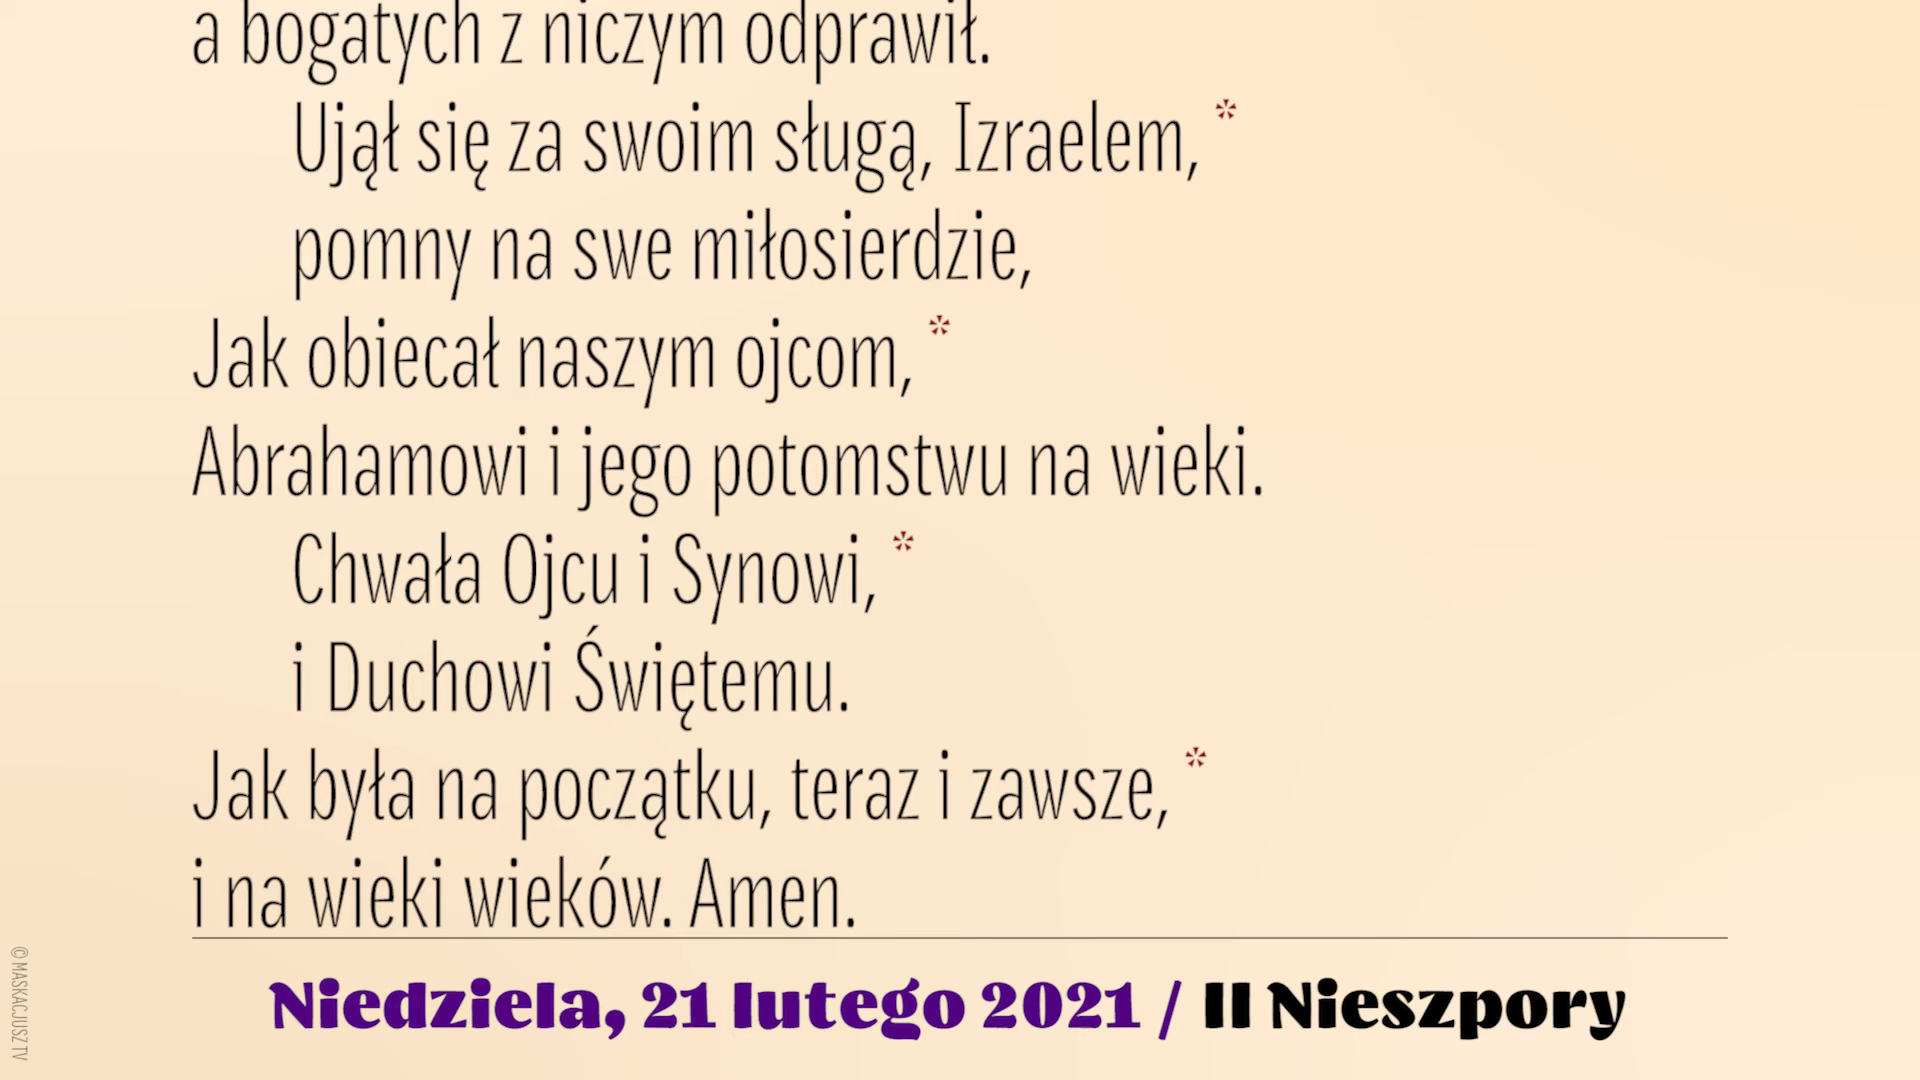 a bogatych z niczym odprawił.
Ujął się za swoim sługą, Izraelem, *
pomny na swe miłosierdzie,
Jak obiecał naszym ojcom, *
Abrahamowi i jego potomstwu na wieki.
Chwała Ojcu i Synowi, *
i Duchowi Świętemu.
Jak była na początku, teraz i zawsze, *
i na wieki wieków. Amen.
Niedziela, 21 lutego 2021 / II Nieszpory
© MASKACJUSZ TV